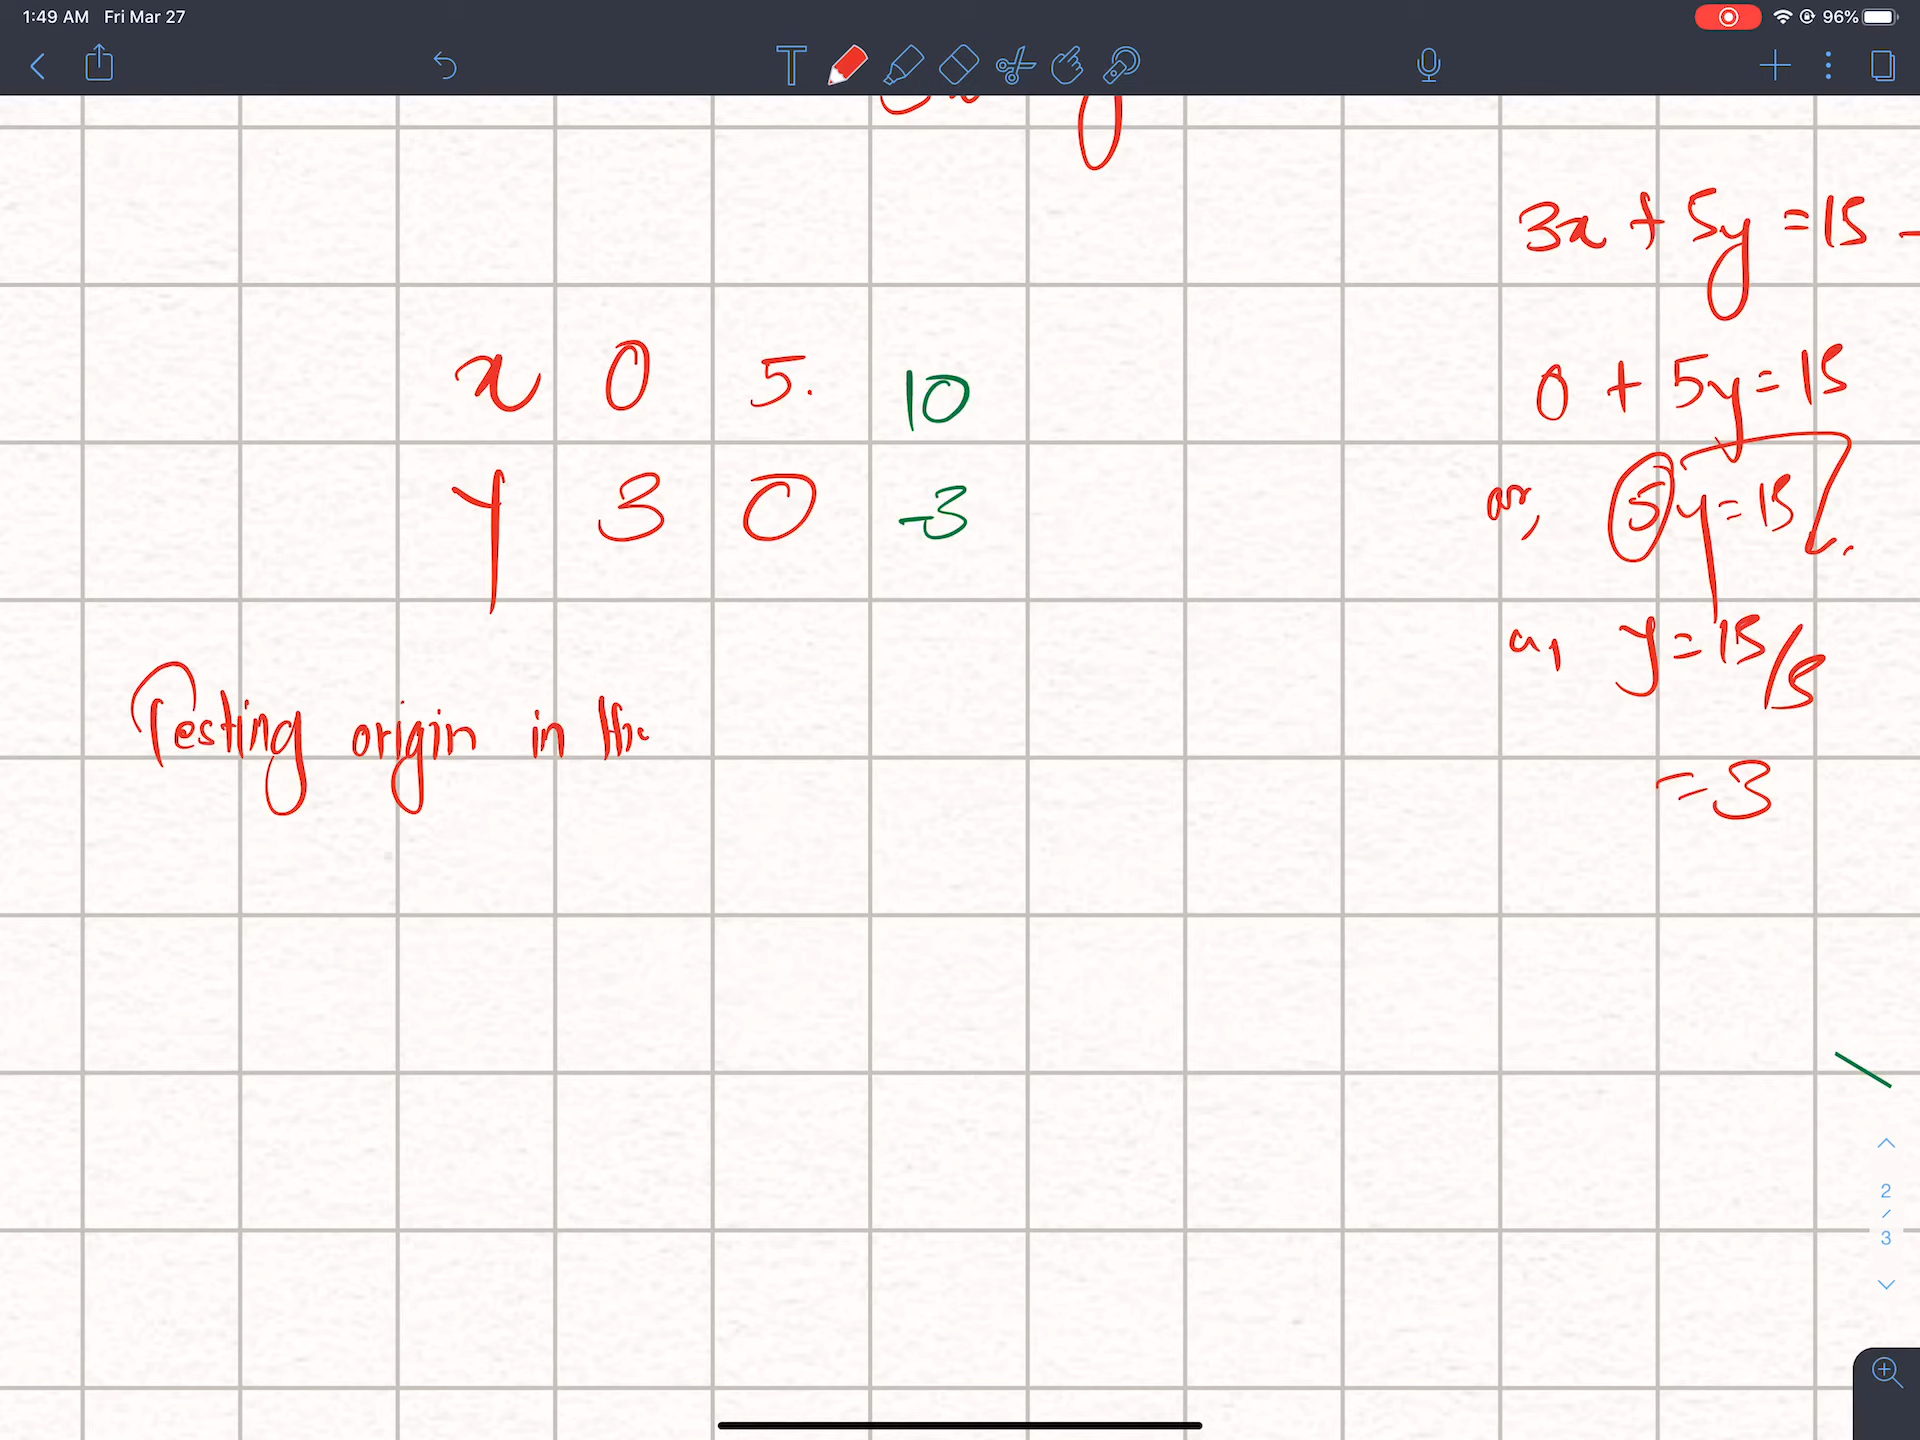 1:49 AM Fri Mar 27
96%
T
3x + 5y = 15 -
x 0 5. 10
y 3 0 -3
0 + 5y = 15
or, 5y = 15
y = 15/5
= 3
Testing origin in the
2
/
3